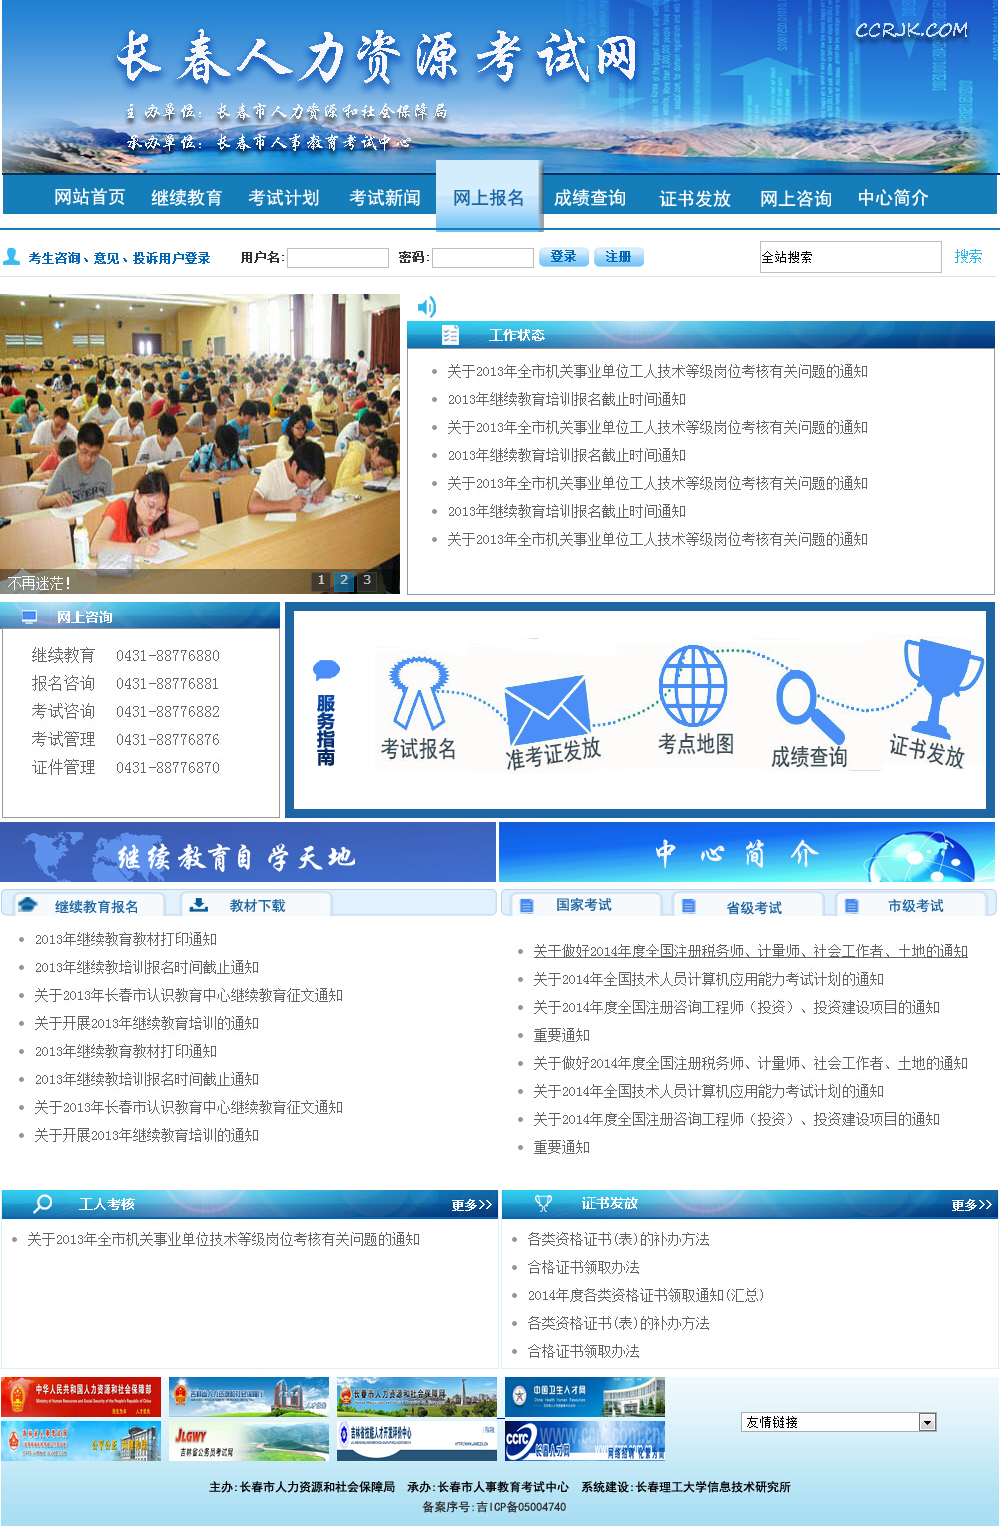 CCRJK.COM
长春人力资源考试网
主办单位：长春市人力资源和社会保障局
承办单位：长春市人事教育考试中心
网站首页 继续教育 考试计划 考试新闻 网上报名 成绩查询 证书发放 网上咨询 中心简介
考生咨询、意见、投诉用户登录 用户名: 密码: 登录 注册 全站搜索 搜索
工作状态
关于2013年全市机关事业单位工人技术等级岗位考核有关问题的通知
2013年继续教育培训报名截止时间通知
关于2013年全市机关事业单位工人技术等级岗位考核有关问题的通知
2013年继续教育培训报名截止时间通知
关于2013年全市机关事业单位工人技术等级岗位考核有关问题的通知
2013年继续教育培训报名截止时间通知
关于2013年全市机关事业单位工人技术等级岗位考核有关问题的通知
不再迷茫! 1 2 3
网上咨询
继续教育 0431-88776880
报名咨询 0431-88776881
考试咨询 0431-88776882
考试管理 0431-88776876
证件管理 0431-88776870
服务指南
考试报名 准考证发放 考点地图 成绩查询 证书发放
继续教育自学天地
中心简介
继续教育报名 教材下载
2013年继续教育教材打印通知
2013年继续教培训报名时间截止通知
关于2013年长春市认识教育中心继续教育征文通知
关于开展2013年继续教育培训的通知
2013年继续教育教材打印通知
2013年继续教培训报名时间截止通知
关于2013年长春市认识教育中心继续教育征文通知
关于开展2013年继续教育培训的通知
国家考试 省级考试 市级考试
关于做好2014年度全国注册税务师、计量师、社会工作者、土地的通知
关于2014年全国技术人员计算机应用能力考试计划的通知
关于2014年度全国注册咨询工程师（投资）、投资建设项目的通知
重要通知
关于做好2014年度全国注册税务师、计量师、社会工作者、土地的通知
关于2014年全国技术人员计算机应用能力考试计划的通知
关于2014年度全国注册咨询工程师（投资）、投资建设项目的通知
重要通知
工人考核 更多>>
关于2013年全市机关事业单位技术等级岗位考核有关问题的通知
证书发放 更多>>
各类资格证书(表)的补办方法
合格证书领取办法
2014年度各类资格证书领取通知(汇总)
各类资格证书(表)的补办方法
合格证书领取办法
中华人民共和国人力资源和社会保障部
长春市人力资源和社会保障网
中国卫生人才网
JLGWY
吉林省公务员考试网
吉林省技能人才开发评价中心
ccrc
长春人才网
友情链接
主办:长春市人力资源和社会保障局 承办:长春市人事教育考试中心 系统建设:长春理工大学信息技术研究所
备案序号:吉ICP备05004740